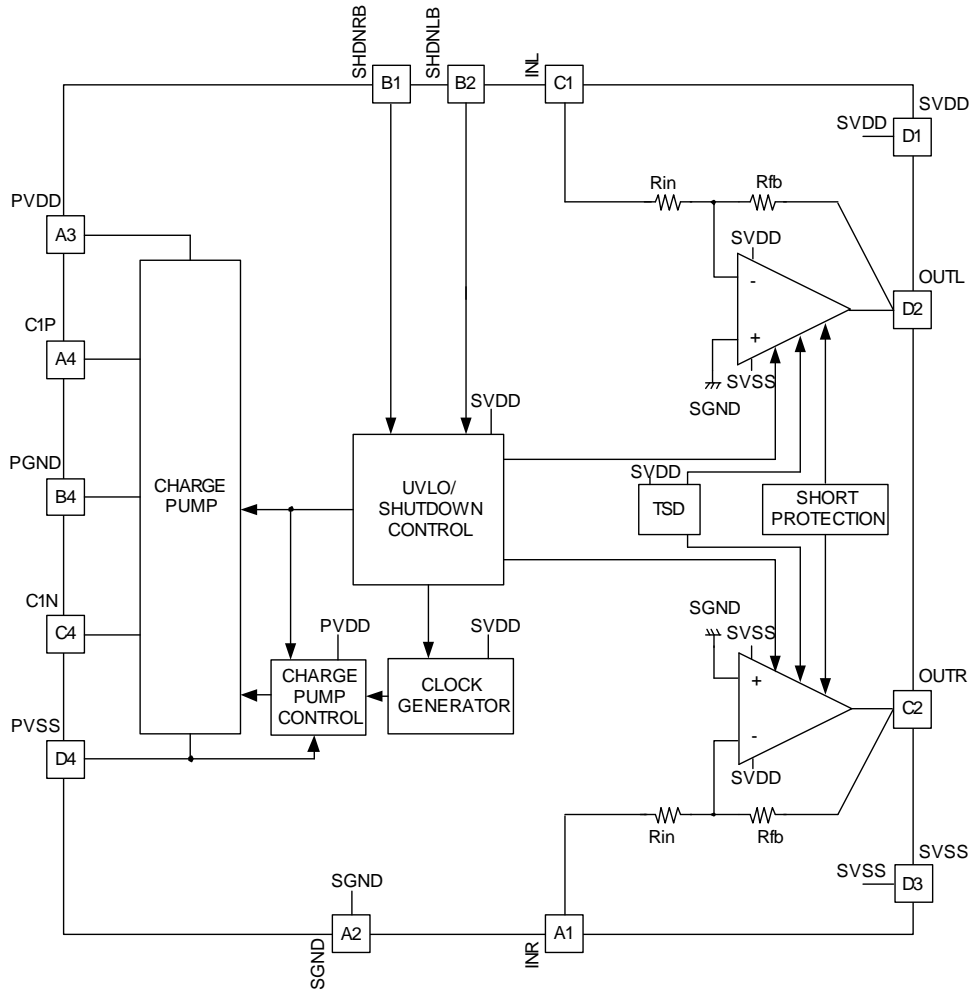 SHDNRB
SHDNLB
INL
B1
B2
C1
SVDD
SVDD
D1
PVDD
A3
Rin
Rfb
SVDD
-
+
SVSS
SGND
OUTL
D2
C1P
A4
PGND
B4
CHARGE
PUMP
SVDD
UVLO/
SHUTDOWN
CONTROL
SVDD
TSD
SHORT
PROTECTION
C1N
C4
PVDD
CHARGE
PUMP
CONTROL
SVDD
CLOCK
GENERATOR
SGND
SVSS
+
-
SVDD
OUTR
C2
PVSS
D4
Rin
Rfb
SVSS
SVSS
D3
SGND
SGND
A2
INR
A1